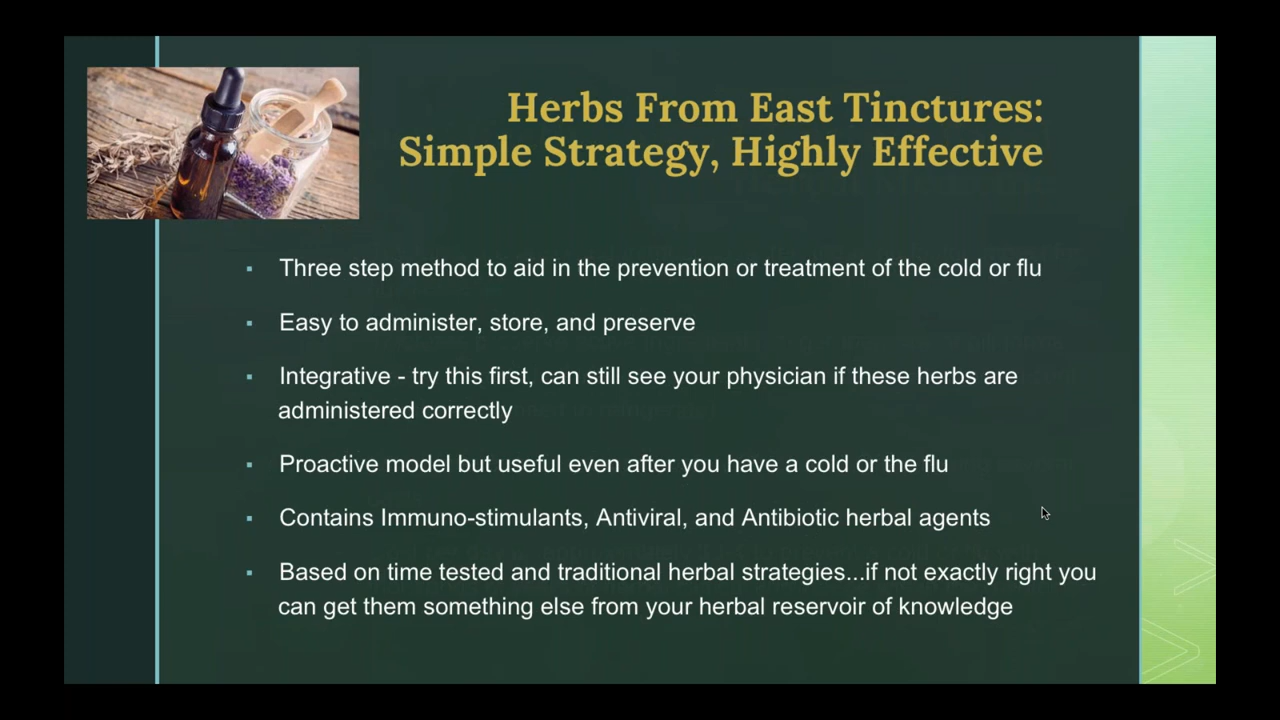 Herbs From East Tinctures:
Simple Strategy, Highly Effective
▪ Three step method to aid in the prevention or treatment of the cold or flu
▪ Easy to administer, store, and preserve
▪ Integrative - try this first, can still see your physician if these herbs are
administered correctly
▪ Proactive model but useful even after you have a cold or the flu
▪ Contains Immuno-stimulants, Antiviral, and Antibiotic herbal agents
▪ Based on time tested and traditional herbal strategies...if not exactly right you
can get them something else from your herbal reservoir of knowledge